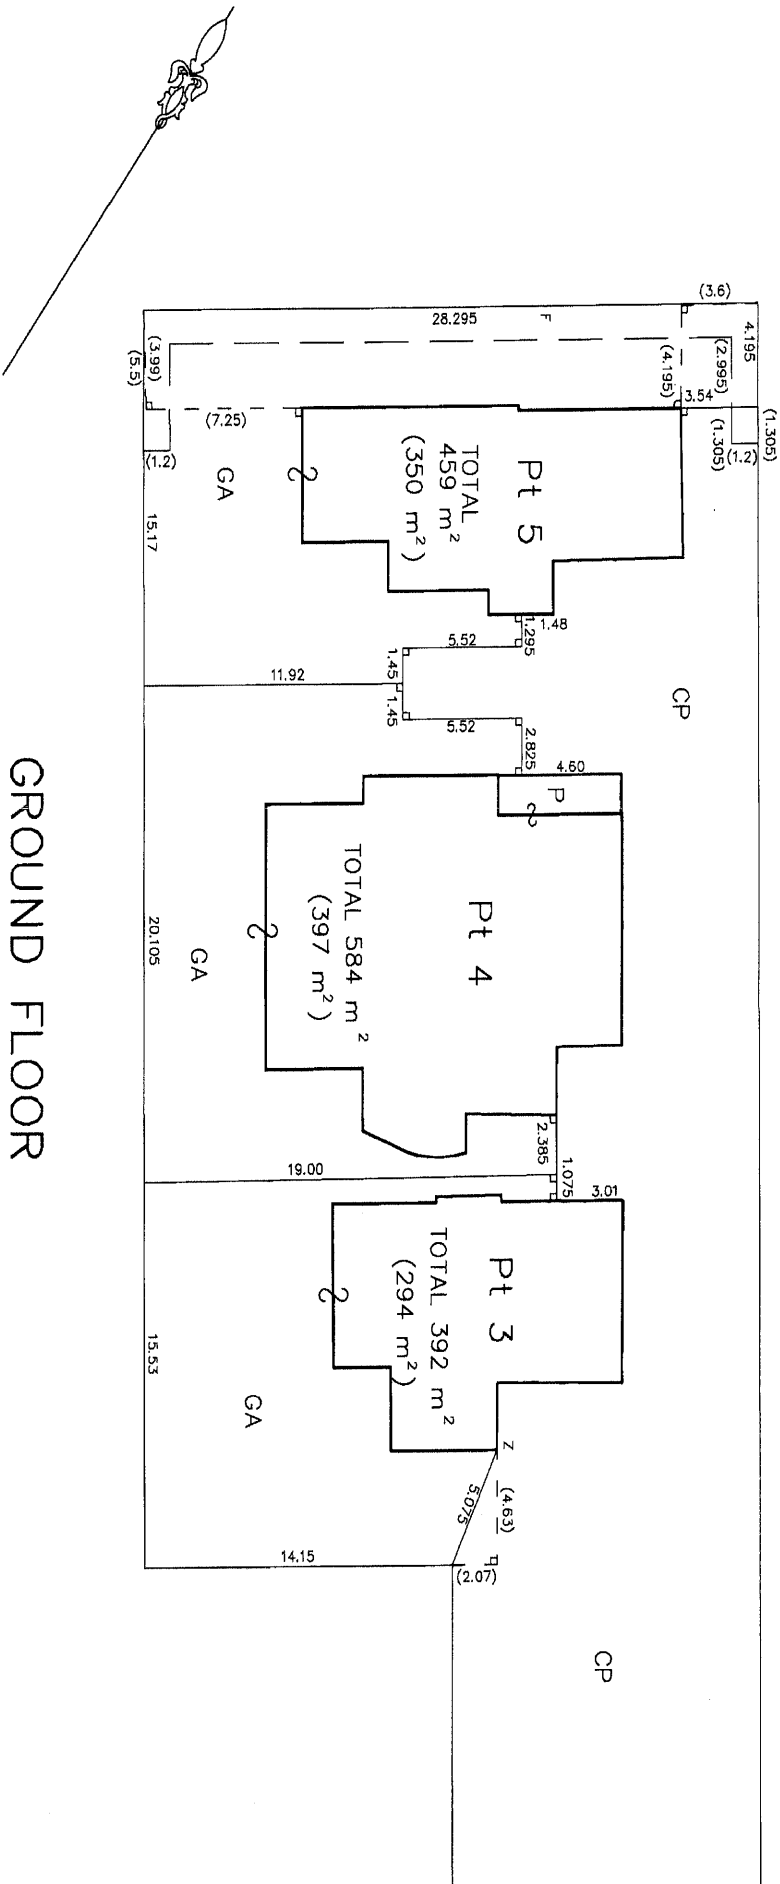 (3.6)
4.195
28.295
F
(3.99)
(5.5)
(2.995)
(4.195)
3.54
(1.305)
(1.305)
(1.2)
(7.25)
(1.2)
GA
Pt 5
TOTAL
459 m²
(350 m²)
15.17
1.48
1.295
5.52
1.45
1.45
11.92
CP
5.52
2.825
4.60
P
Pt 4
TOTAL 584 m²
(397 m²)
20.105
GA
GROUND FLOOR
2.385
1.075
19.00
3.01
Pt 3
TOTAL 392 m²
(294 m²)
15.53
GA
Z
(4.63)
5.075
14.15
(2.07)
CP